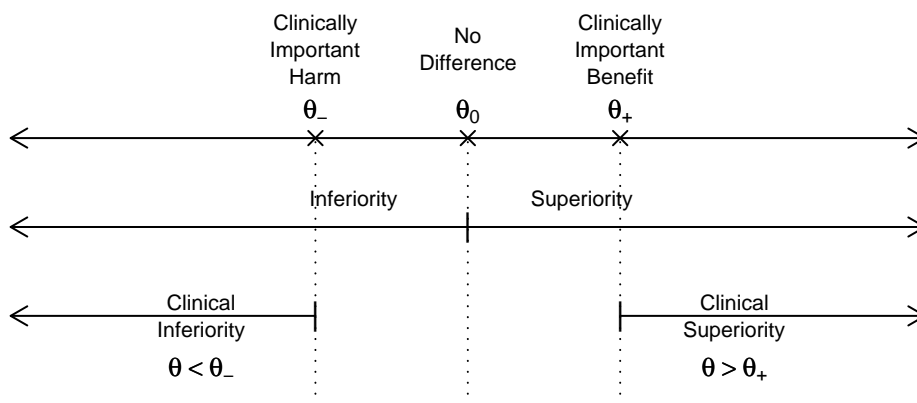 Clinically
Important
Harm
θ₋
No
Difference
θ₀
Clinically
Important
Benefit
θ₊
Inferiority
Superiority
Clinical
Inferiority
θ < θ₋
Clinical
Superiority
θ > θ₊